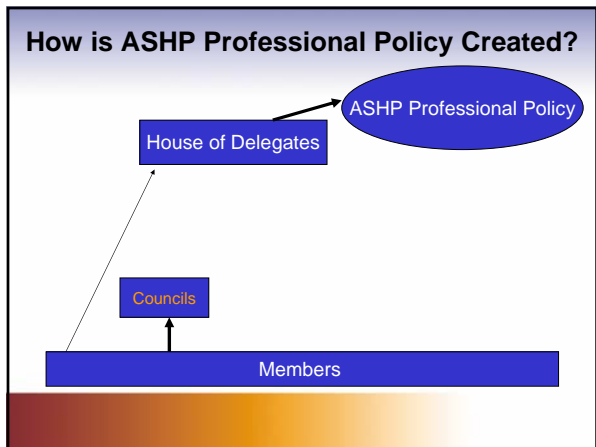 How is ASHP Professional Policy Created?
ASHP Professional Policy
House of Delegates
Councils
Members